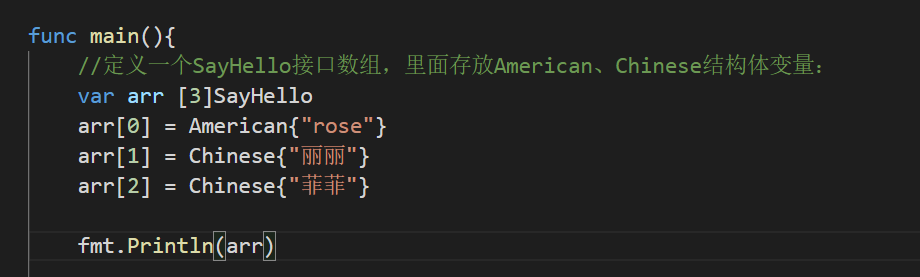 func main(){
//定义一个SayHello接口数组，里面存放American、Chinese结构体变量：
var arr [3]SayHello
arr[0] = American{"rose"}
arr[1] = Chinese{"丽丽"}
arr[2] = Chinese{"菲菲"}
fmt.Println(arr)